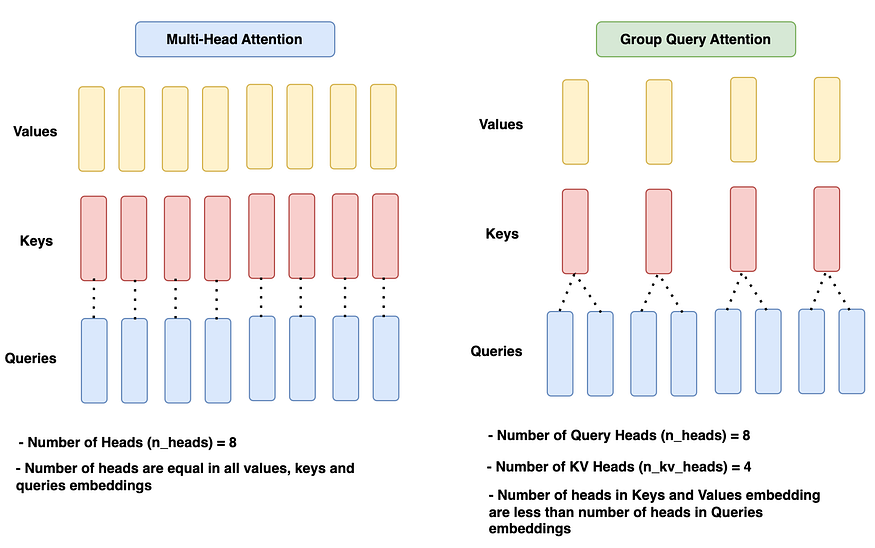 Multi-Head Attention
Values
Keys
Queries
- Number of Heads (n_heads) = 8
- Number of heads are equal in all values, keys and
queries embeddings
Group Query Attention
Values
Keys
Queries
- Number of Query Heads (n_heads) = 8
- Number of KV Heads (n_kv_heads) = 4
- Number of heads in Keys and Values embedding
are less than number of heads in Queries
embeddings